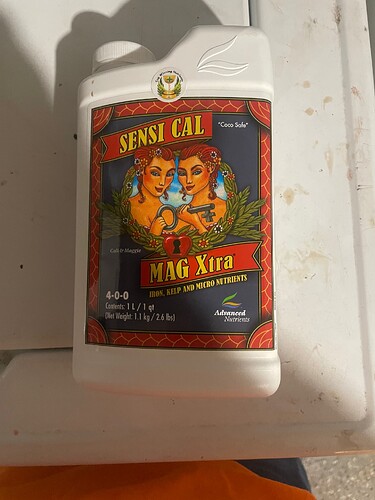 SENSI CAL
"Coco Safe"
Cali & Maggie
MAG Xtra
IRON, KELP AND MICRO NUTRIENTS
4-0-0
Contents: 1 L / 1 qt
(Net Weight: 1.1 kg / 2.6 lbs)
Advanced
Nutrients